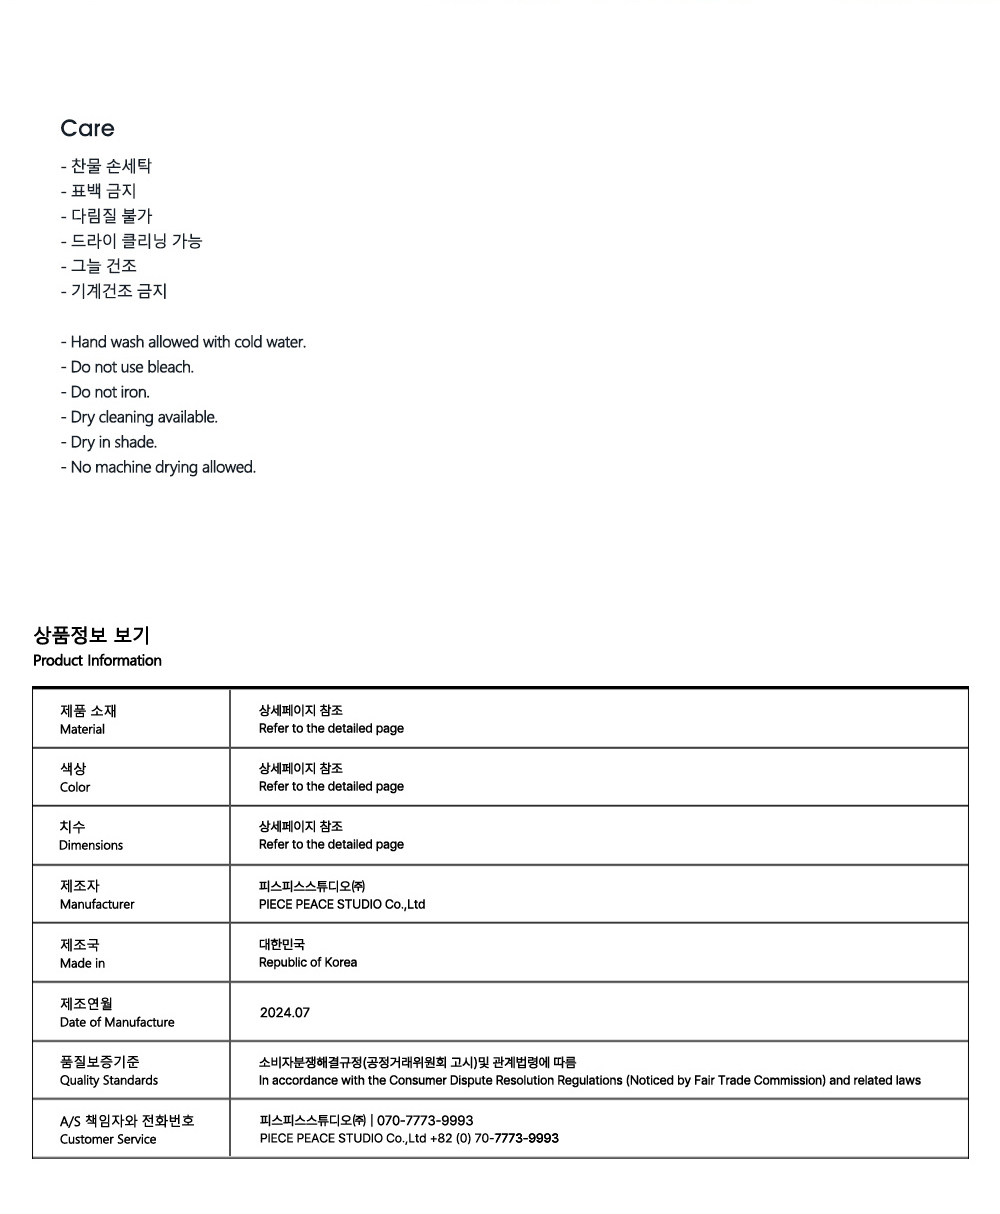 Care
- 찬물 손세탁
- 표백 금지
- 다림질 불가
- 드라이 클리닝 가능
- 그늘 건조
- 기계건조 금지
- Hand wash allowed with cold water.
- Do not use bleach.
- Do not iron.
- Dry cleaning available.
- Dry in shade.
- No machine drying allowed.
상품정보 보기
Product Information
제품 소재
Material
상세페이지 참조
Refer to the detailed page
색상
Color
상세페이지 참조
Refer to the detailed page
치수
Dimensions
상세페이지 참조
Refer to the detailed page
제조자
Manufacturer
피스피스스튜디오㈜
PIECE PEACE STUDIO Co.,Ltd
제조국
Made in
대한민국
Republic of Korea
제조연월
Date of Manufacture
2024.07
품질보증기준
Quality Standards
소비자분쟁해결규정(공정거래위원회 고시)및 관계법령에 따름
In accordance with the Consumer Dispute Resolution Regulations (Noticed by Fair Trade Commission) and related laws
A/S 책임자와 전화번호
Customer Service
피스피스스튜디오㈜ | 070-7773-9993
PIECE PEACE STUDIO Co.,Ltd +82 (0) 70-7773-9993